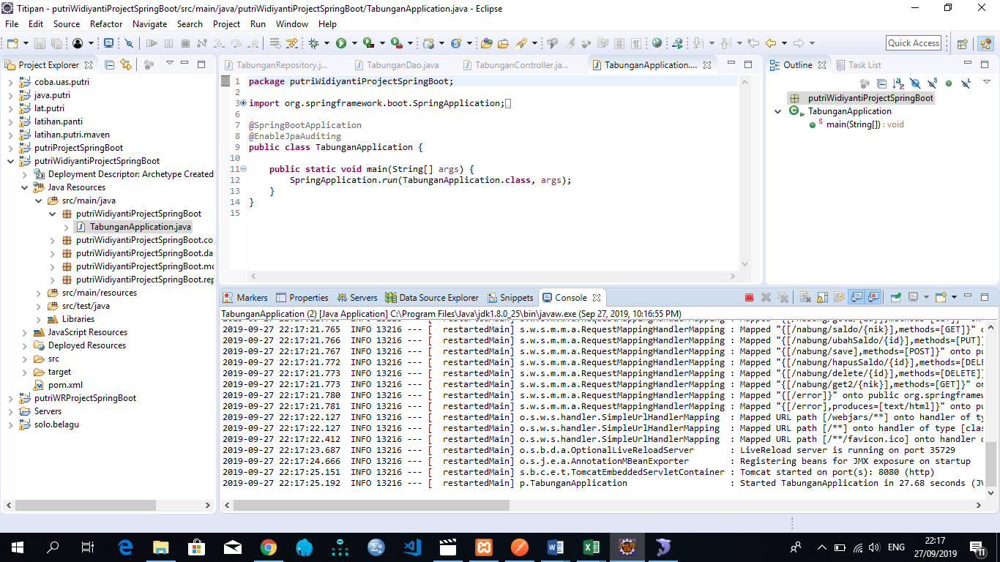 Titipan - putriWidiyantiProjectSpringBoot/src/main/java/putriWidiyantiProjectSpringBoot/TabunganApplication.java - Eclipse
File Edit Source Refactor Navigate Search Project Run Window Help
Quick Access
Project Explorer
coba.uas.putri
java.putri
lat.putri
latihan.panti
latihan.putri.maven
putriProjectSpringBoot
putriWidiyantiProjectSpringBoot
Deployment Descriptor: Archetype Created
Java Resources
src/main/java
putriWidiyantiProjectSpringBoot
TabunganApplication.java
putriWidiyantiProjectSpringBoot.co
putriWidiyantiProjectSpringBoot.da
putriWidiyantiProjectSpringBoot.mo
putriWidiyantiProjectSpringBoot.rep
src/main/resources
src/test/java
Libraries
JavaScript Resources
Deployed Resources
src
target
pom.xml
putriWRProjectSpringBoot
Servers
solo.belagu
TabunganRepository.j... TabunganDao.java TabunganController.ja... TabunganApplication....
1 package putriWidiyantiProjectSpringBoot;
2
3 import org.springframework.boot.SpringApplication;
6
7 @SpringBootApplication
8 @EnableJpaAuditing
9 public class TabunganApplication {
10
11 public static void main(String[] args) {
12 SpringApplication.run(TabunganApplication.class, args);
13 }
14 }
15
Outline Task List
putriWidiyantiProjectSpringBoot
TabunganApplication
main(String[]) : void
Markers Properties Servers Data Source Explorer Snippets Console
TabunganApplication (2) [Java Application] C:\Program Files\Java\jdk1.8.0_25\bin\javaw.exe (Sep 27, 2019, 10:16:55 PM)
2019-09-27 22:17:21.765 INFO 13216 --- [ restartedMain] s.w.s.m.m.a.RequestMappingHandlerMapping : Mapped "{[/nabung/saldo/{nik}],methods=[GET]}" o
2019-09-27 22:17:21.766 INFO 13216 --- [ restartedMain] s.w.s.m.m.a.RequestMappingHandlerMapping : Mapped "{[/nabung/ubahSaldo/{id}],methods=[PUT]}
2019-09-27 22:17:21.767 INFO 13216 --- [ restartedMain] s.w.s.m.m.a.RequestMappingHandlerMapping : Mapped "{[/nabung/save],methods=[POST]}" onto pu
2019-09-27 22:17:21.772 INFO 13216 --- [ restartedMain] s.w.s.m.m.a.RequestMappingHandlerMapping : Mapped "{[/nabung/hapusSaldo/{id}],methods=[DELE
2019-09-27 22:17:21.773 INFO 13216 --- [ restartedMain] s.w.s.m.m.a.RequestMappingHandlerMapping : Mapped "{[/nabung/delete/{id}],methods=[DELETE]}
2019-09-27 22:17:21.773 INFO 13216 --- [ restartedMain] s.w.s.m.m.a.RequestMappingHandlerMapping : Mapped "{[/nabung/get2/{nik}],methods=[GET]}" on
2019-09-27 22:17:21.780 INFO 13216 --- [ restartedMain] s.w.s.m.m.a.RequestMappingHandlerMapping : Mapped "{[/error]}" onto public org.springframew
2019-09-27 22:17:21.781 INFO 13216 --- [ restartedMain] s.w.s.m.m.a.RequestMappingHandlerMapping : Mapped "{[/error],produces=[text/html]}" onto pu
2019-09-27 22:17:22.127 INFO 13216 --- [ restartedMain] o.s.w.s.handler.SimpleUrlHandlerMapping : Mapped URL path [/webjars/**] onto handler of ty
2019-09-27 22:17:22.127 INFO 13216 --- [ restartedMain] o.s.w.s.handler.SimpleUrlHandlerMapping : Mapped URL path [/**] onto handler of type [clas
2019-09-27 22:17:22.412 INFO 13216 --- [ restartedMain] o.s.w.s.handler.SimpleUrlHandlerMapping : Mapped URL path [/**/favicon.ico] onto handler o
2019-09-27 22:17:23.687 INFO 13216 --- [ restartedMain] o.s.b.d.a.OptionalLiveReloadServer : LiveReload server is running on port 35729
2019-09-27 22:17:24.666 INFO 13216 --- [ restartedMain] o.s.j.e.a.AnnotationMBeanExporter : Registering beans for JMX exposure on startup
2019-09-27 22:17:25.151 INFO 13216 --- [ restartedMain] s.b.c.e.t.TomcatEmbeddedServletContainer : Tomcat started on port(s): 8080 (http)
2019-09-27 22:17:25.192 INFO 13216 --- [ restartedMain] p.TabunganApplication : Started TabunganApplication in 27.68 seconds (JV
ENG
22:17
27/09/2019
11